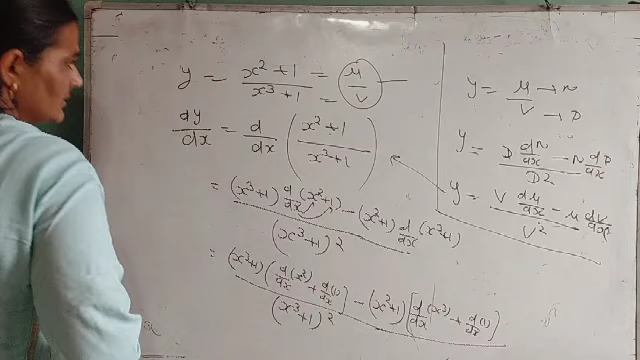 y = x² + 1 / x³ + 1 = u / v
dy/dx = d/dx ( x² + 1 / x³ + 1 )
= (x³+1) d/dx (x²+1) - (x²+1) d/dx (x³+1) / (x³+1)²
= (x³+1) ( d/dx (x²) + d/dx (1) ] - (x²+1) [ d/dx (x³) + d/dx (1) ] / (x³+1)²
y = u → N / v → D
y = D dN/dx - N dD/dx / D2
y = V du/dx - u dv/dx / V²